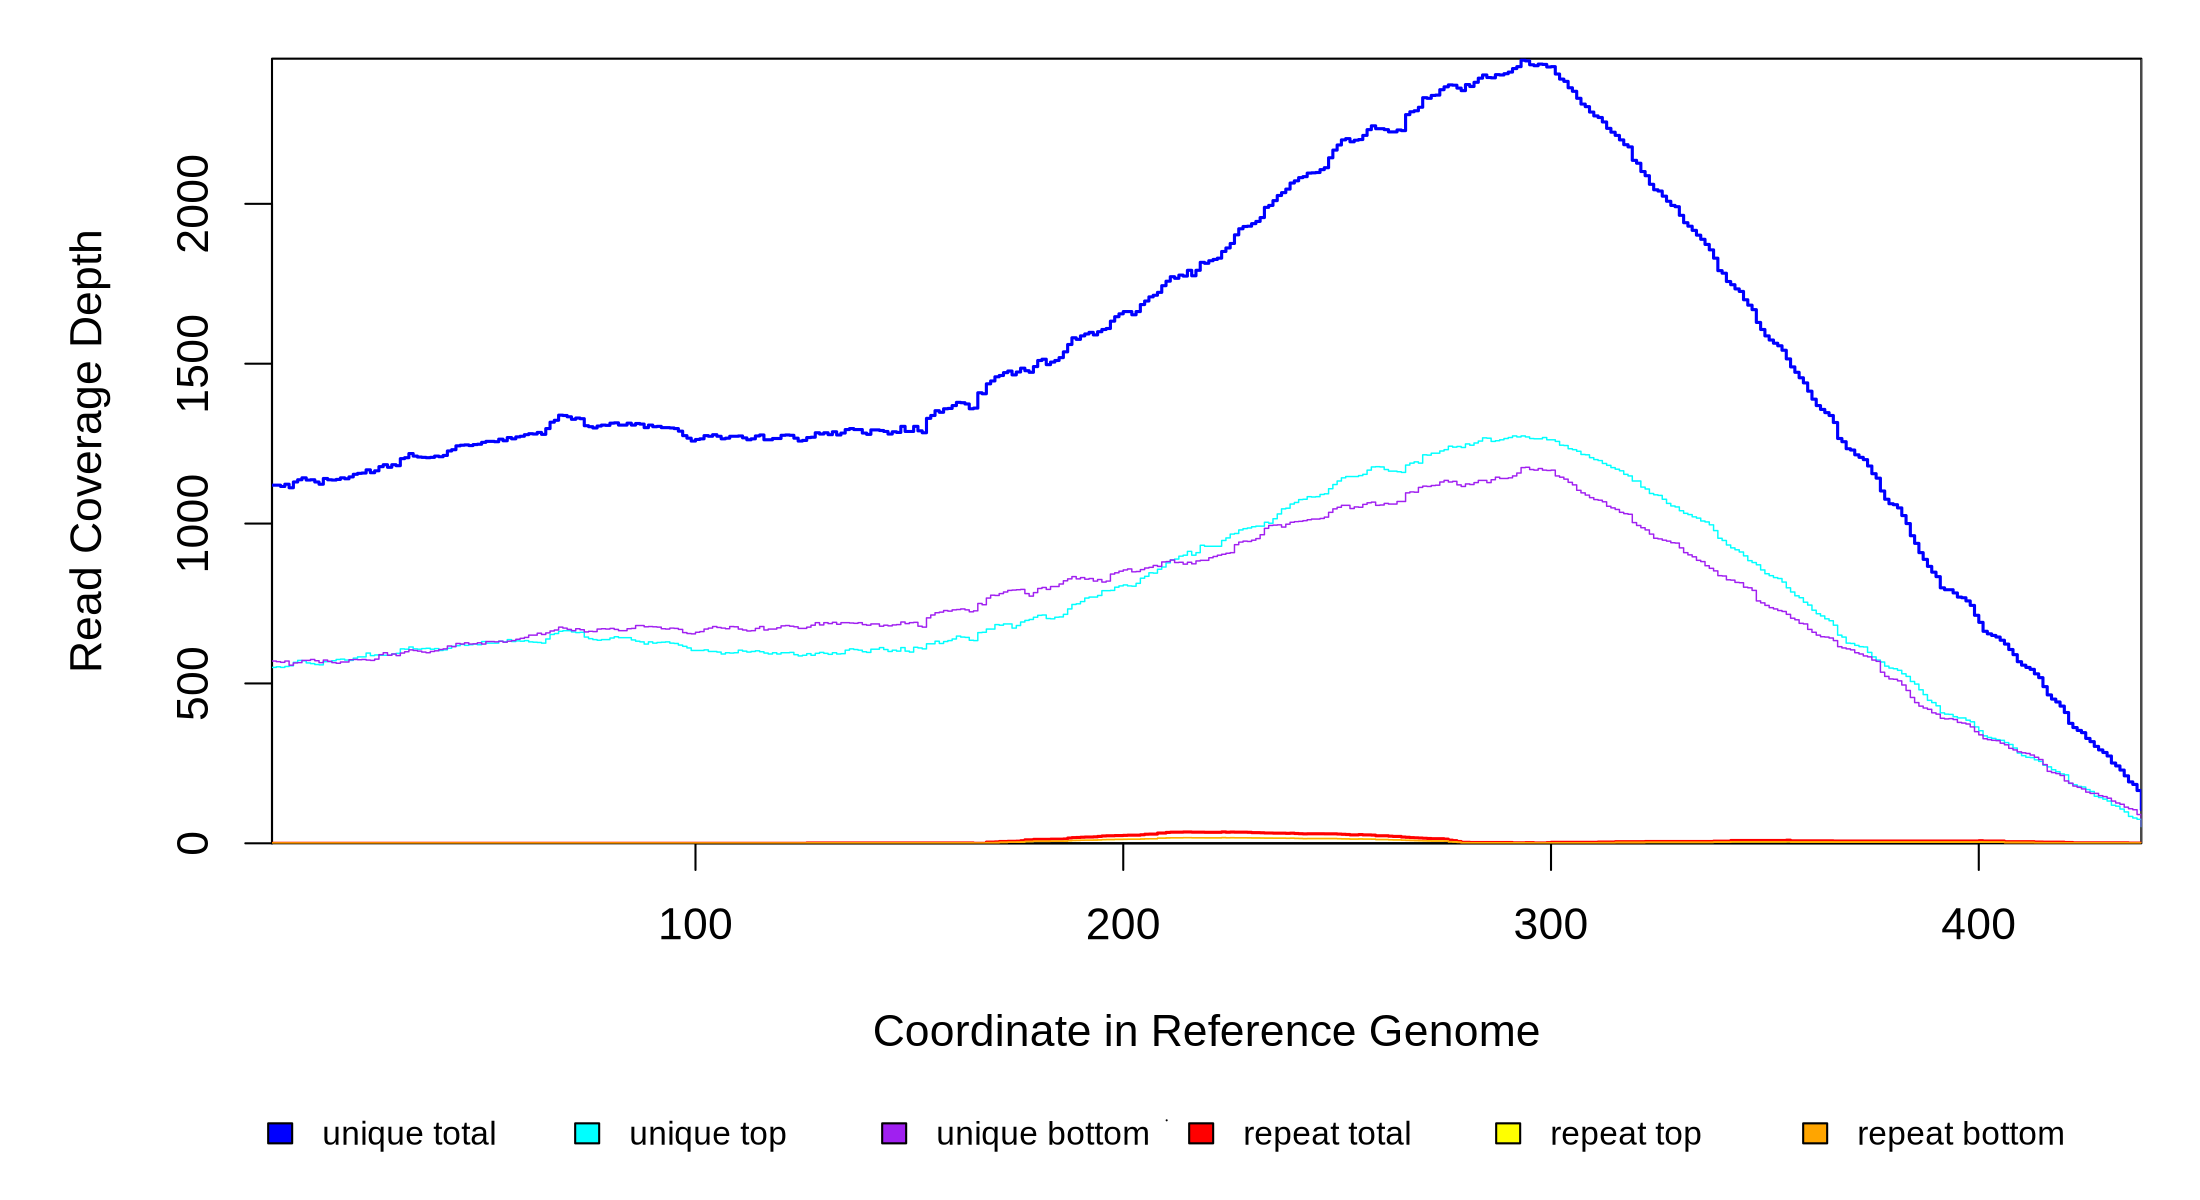 Read Coverage Depth
2000
1500
1000
500
0
100 200 300 400
Coordinate in Reference Genome
unique total unique top unique bottom repeat total repeat top repeat bottom